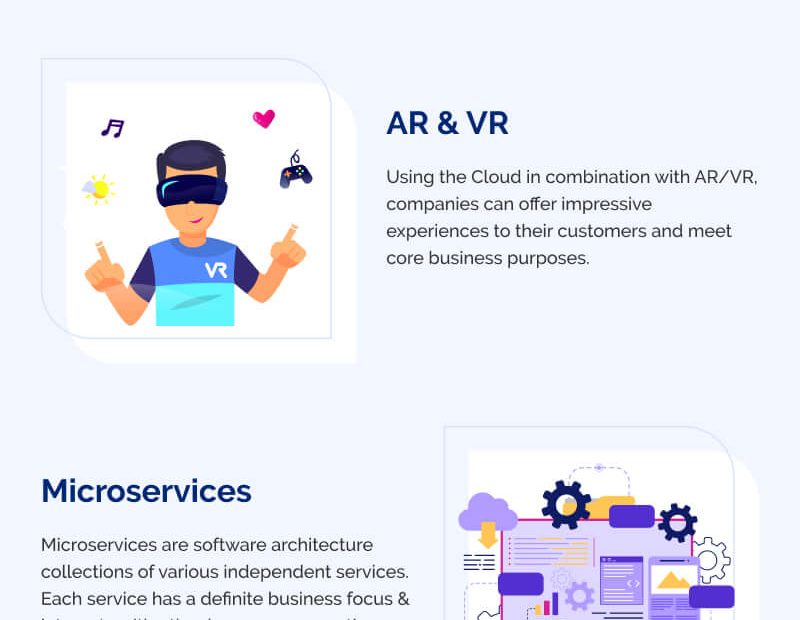 AR & VR
Using the Cloud in combination with AR/VR,
companies can offer impressive
experiences to their customers and meet
core business purposes.
VR
Microservices
Microservices are software architecture
collections of various independent services.
Each service has a definite business focus &